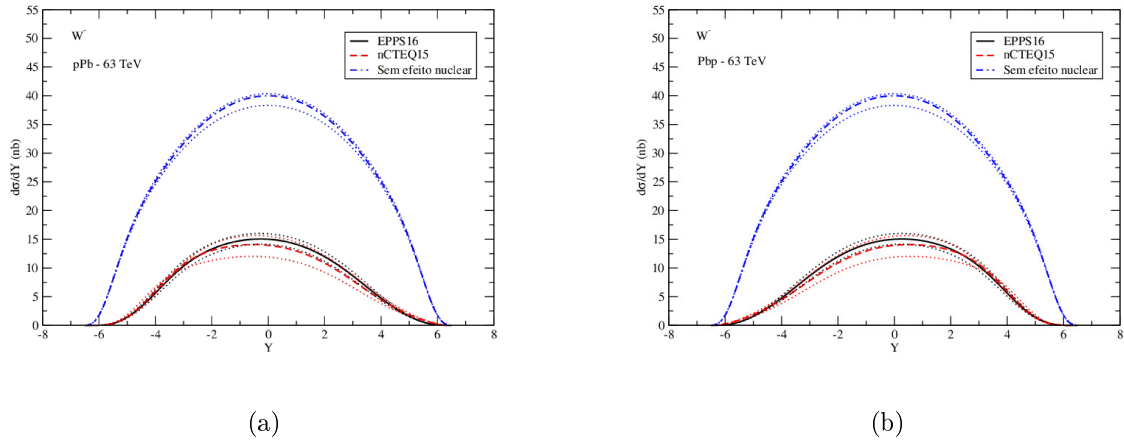 W⁻
pPb - 63 TeV
EPPS16
nCTEQ15
Sem efeito nuclear
dσ/dY (nb)
55
50
45
40
35
30
25
20
15
10
5
0
-8 -6 -4 -2 0 2 4 6 8
Y
(a)
W⁻
Pbp - 63 TeV
EPPS16
nCTEQ15
Sem efeito nuclear
dσ/dY (nb)
55
50
45
40
35
30
25
20
15
10
5
0
-8 -6 -4 -2 0 2 4 6 8
Y
(b)